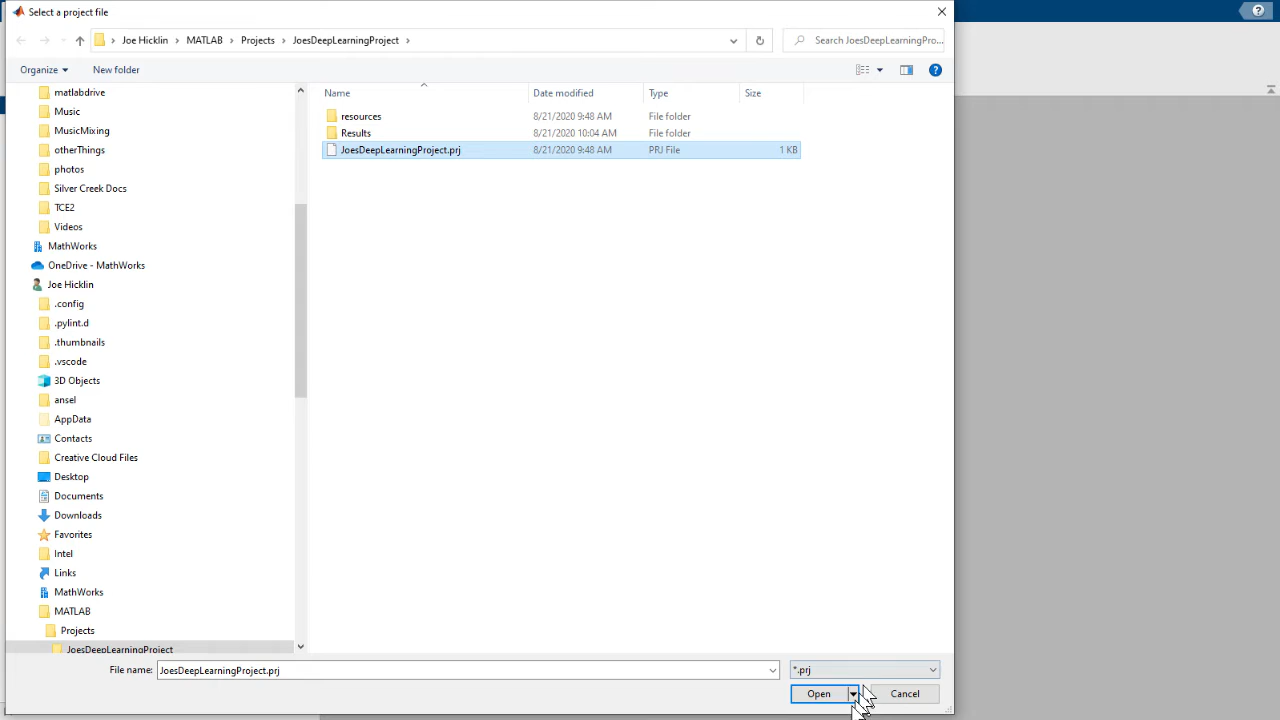 Select a project file
Joe Hicklin > MATLAB > Projects > JoesDeepLearningProject >
Search JoesDeepLearningPro...
Organize
New folder
Name Date modified Type Size
resources 8/21/2020 9:48 AM File folder
Results 8/21/2020 10:04 AM File folder
JoesDeepLearningProject.prj 8/21/2020 9:48 AM PRJ File 1 KB
matlabdrive
Music
MusicMixing
otherThings
photos
Silver Creek Docs
TCE2
Videos
MathWorks
OneDrive - MathWorks
Joe Hicklin
.config
.pylint.d
.thumbnails
.vscode
3D Objects
ansel
AppData
Contacts
Creative Cloud Files
Desktop
Documents
Downloads
Favorites
Intel
Links
MathWorks
MATLAB
Projects
JoesDeepLearningProject
File name: JoesDeepLearningProject.prj
*.prj
Open
Cancel